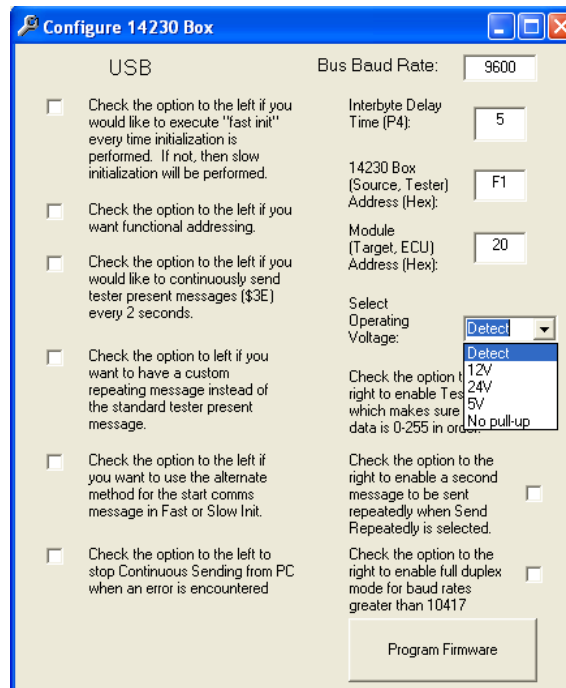 Configure 14230 Box
USB
Check the option to the left if you
would like to execute "fast init"
every time initialization is
performed. If not, then slow
initialization will be performed.
Check the option to the left if you
want functional addressing.
Check the option to the left if you
would like to continuously send
tester present messages ($3E)
every 2 seconds.
Check the option to left if you
want to have a custom
repeating message instead of
the standard tester present
message.
Check the option to the left if
you want to use the alternate
method for the start comms
message in Fast or Slow Init.
Check the option to the left to
stop Continuous Sending from PC
when an error is encountered
Bus Baud Rate: 9600
Interbyte Delay
Time (P4):
5
14230 Box
(Source, Tester)
Address (Hex):
F1
Module
(Target, ECU)
Address (Hex):
20
Select
Operating
Voltage:
Detect
Detect
12V
24V
5V
No pull-up
Check the option
right to enable
which makes sure
data is 0-255 in
Check the option to the
right to enable a second
message to be sent
repeatedly when Send
Repeatedly is selected.
Check the option to the
right to enable full duplex
mode for baud rates
greater than 10417
Program Firmware